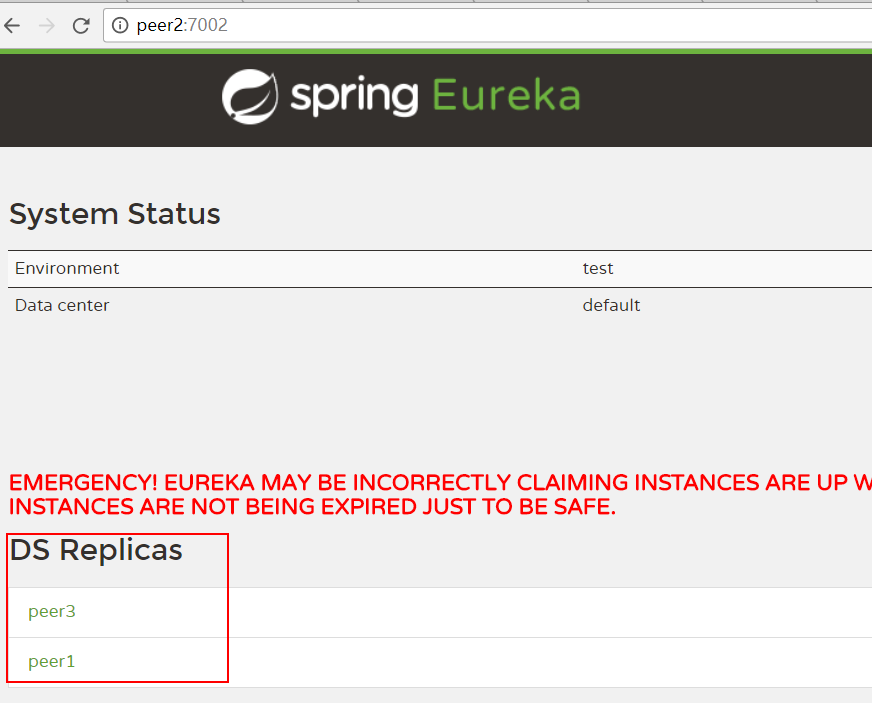 peer2:7002
spring Eureka
System Status
Environment test
Data center default
EMERGENCY! EUREKA MAY BE INCORRECTLY CLAIMING INSTANCES ARE UP W
INSTANCES ARE NOT BEING EXPIRED JUST TO BE SAFE.
DS Replicas
peer3
peer1